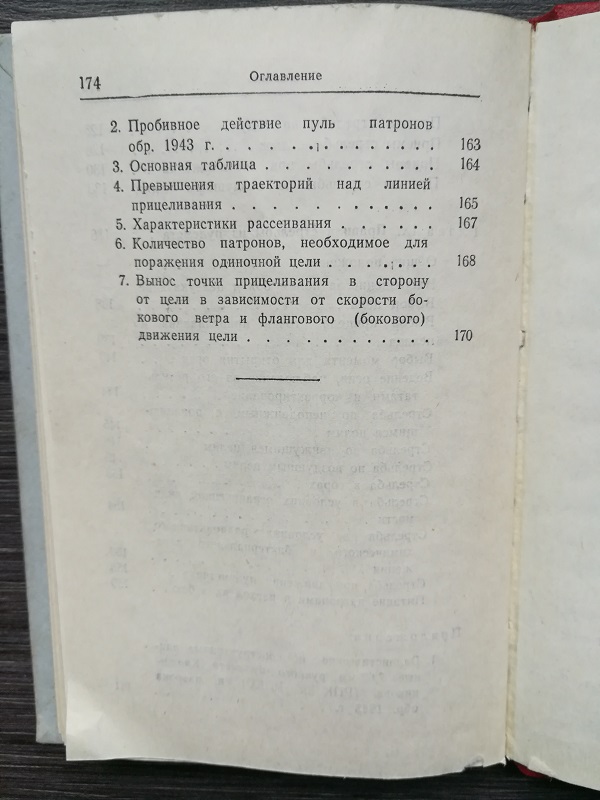 174
Оглавление
2. Пробивное действие пуль патронов
обр. 1943 г. . . . . . . . . . . . . . 163
3. Основная таблица . . . . . . . . . . 164
4. Превышения траекторий над линией
прицеливания . . . . . . . . . . . . 165
5. Характеристики рассеивания . . . . . . 167
6. Количество патронов, необходимое для
поражения одиночной цели . . . . . . . 168
7. Вынос точки прицеливания в сторону
от цели в зависимости от скорости бо-
кового ветра и флангового (бокового)
движения цели . . . . . . . . . . . . 170